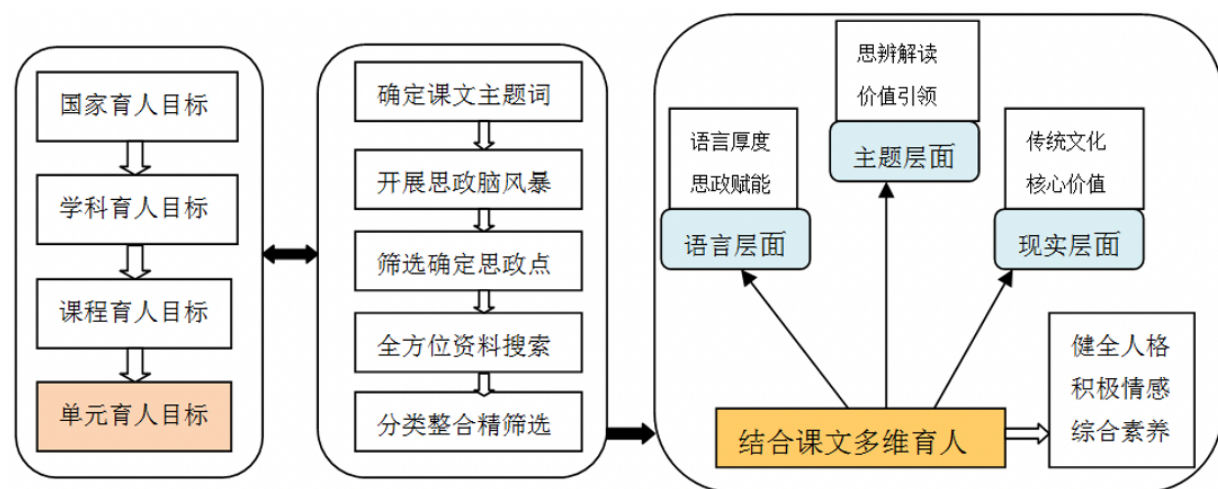 国家育人目标
学科育人目标
课程育人目标
单元育人目标
确定课文主题词
开展思政脑风暴
筛选确定思政点
全方位资料搜索
分类整合精筛选
思辨解读
价值引领
主题层面
语言厚度
思政赋能
语言层面
传统文化
核心价值
现实层面
结合课文多维育人
健全人格
积极情感
综合素养